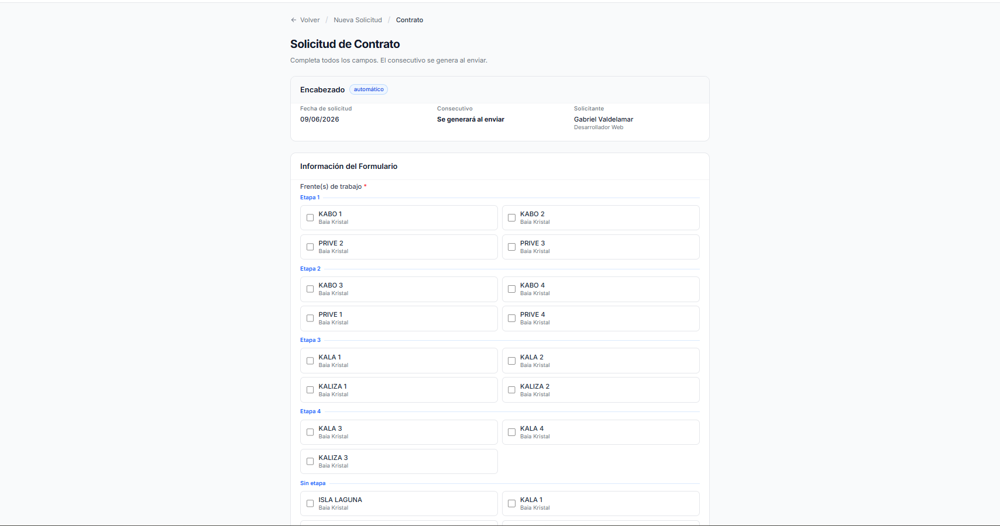 ← Volver / Nueva Solicitud / Contrato
Solicitud de Contrato
Completa todos los campos. El consecutivo se genera al enviar.
Encabezado automático
Fecha de solicitud Consecutivo Solicitante
09/06/2026 Se generará al enviar Gabriel Valdelamar
Desarrollador Web
Información del Formulario
Frente(s) de trabajo *
Etapa 1
KABO 1 KABO 2
Baia Kristal Baia Kristal
PRIVE 2 PRIVE 3
Baia Kristal Baia Kristal
Etapa 2
KABO 3 KABO 4
Baia Kristal Baia Kristal
PRIVE 1 PRIVE 4
Baia Kristal Baia Kristal
Etapa 3
KALA 1 KALA 2
Baia Kristal Baia Kristal
KALIZA 1 KALIZA 2
Baia Kristal Baia Kristal
Etapa 4
KALA 3 KALA 4
Baia Kristal Baia Kristal
KALIZA 3
Baia Kristal
Sin etapa
ISLA LAGUNA KALA 1
Baia Kristal Baia Kristal